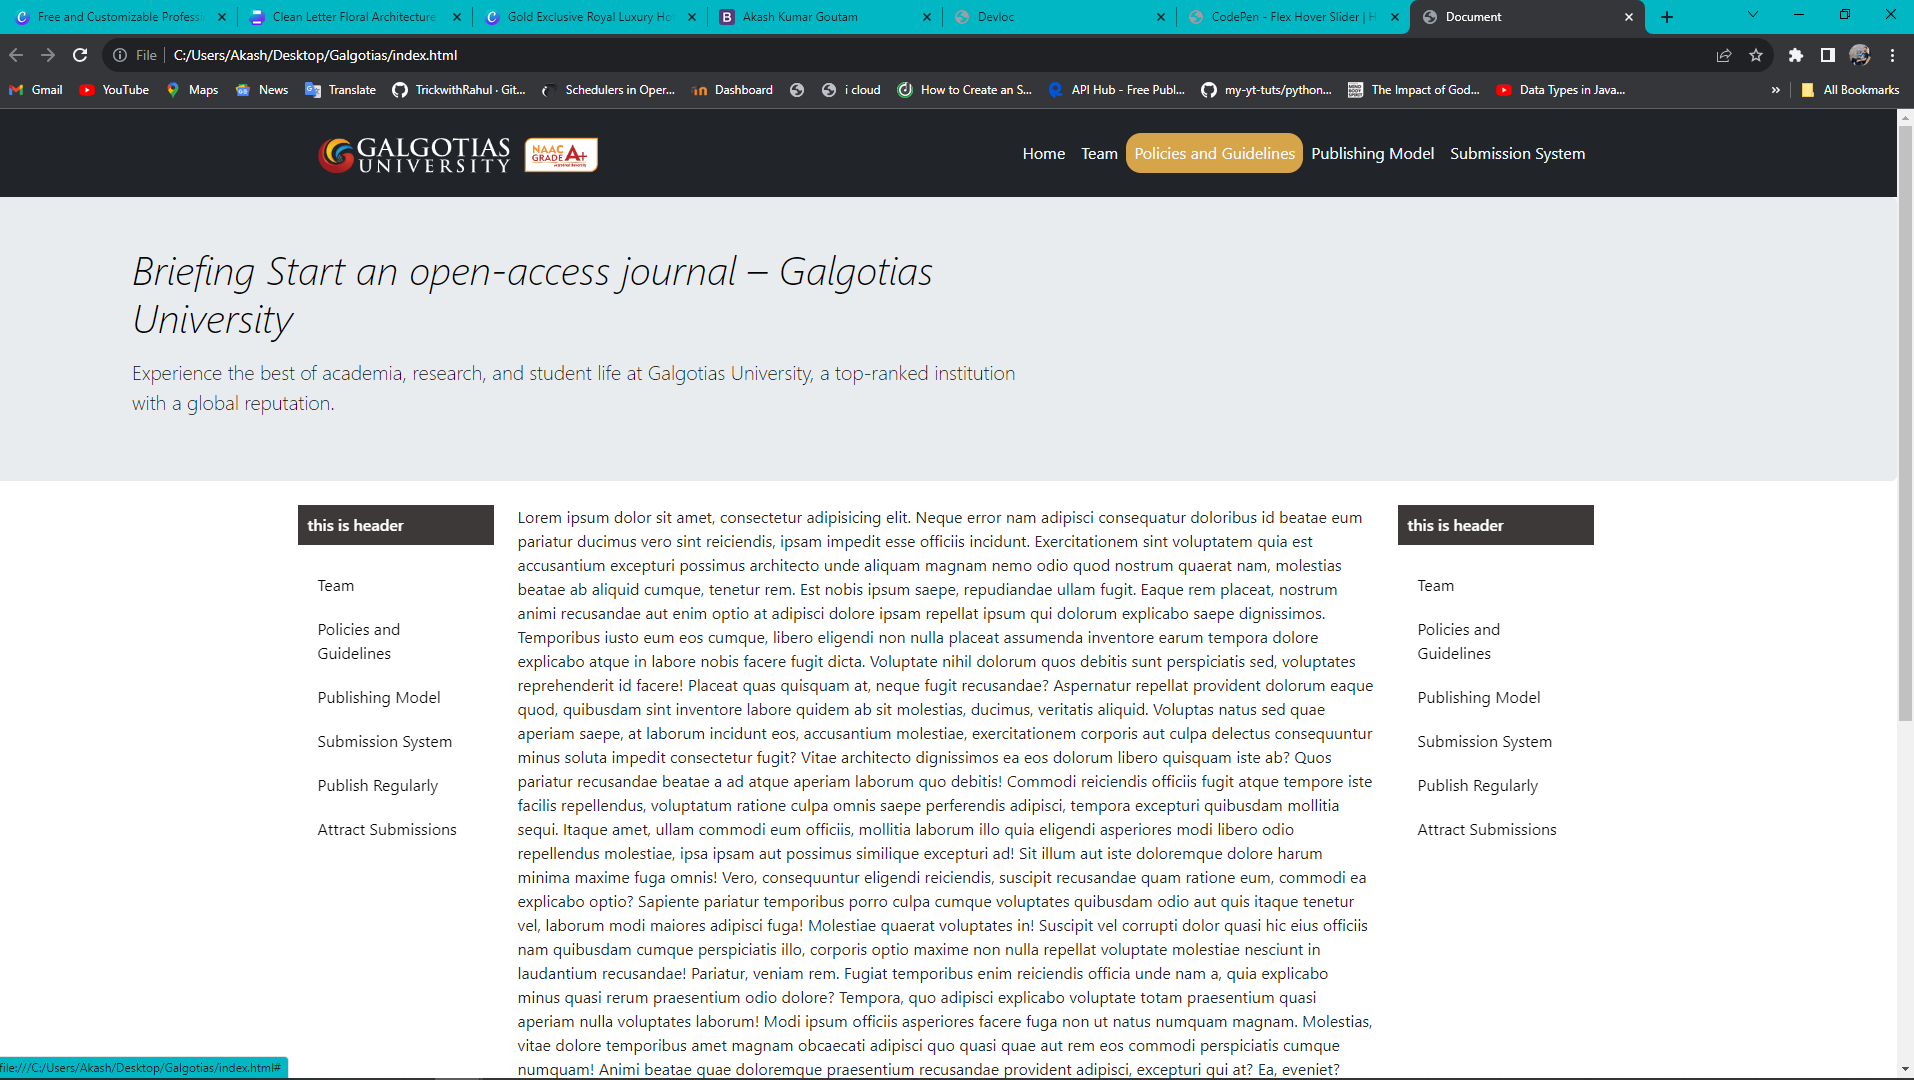 Free and Customizable Professi
Clean Letter Floral Architecture
Gold Exclusive Royal Luxury Ho
Akash Kumar Goutam
Devloc
CodePen - Flex Hover Slider | H
Document
File
C:/Users/Akash/Desktop/Galgotias/index.html
Gmail
YouTube
Maps
News
Translate
TrickwithRahul · Git...
Schedulers in Oper...
Dashboard
i cloud
How to Create an S...
API Hub - Free Publ...
my-yt-tuts/python...
The Impact of God...
Data Types in Java...
»
All Bookmarks
GALGOTIAS
UNIVERSITY
NAAC
GRADE A+
Home
Team
Policies and Guidelines
Publishing Model
Submission System
Briefing Start an open-access journal – Galgotias
University
Experience the best of academia, research, and student life at Galgotias University, a top-ranked institution
with a global reputation.
this is header
Team
Policies and
Guidelines
Publishing Model
Submission System
Publish Regularly
Attract Submissions
Lorem ipsum dolor sit amet, consectetur adipisicing elit. Neque error nam adipisci consequatur doloribus id beatae eum
pariatur ducimus vero sint reiciendis, ipsam impedit esse officiis incidunt. Exercitationem sint voluptatem quia est
accusantium excepturi possimus architecto unde aliquam magnam nemo odio quod nostrum quaerat nam, molestias
beatae ab aliquid cumque, tenetur rem. Est nobis ipsum saepe, repudiandae ullam fugit. Eaque rem placeat, nostrum
animi recusandae aut enim optio at adipisci dolore ipsam repellat ipsum qui dolorum explicabo saepe dignissimos.
Temporibus iusto eum eos cumque, libero eligendi non nulla placeat assumenda inventore earum tempora dolore
explicabo atque in labore nobis facere fugit dicta. Voluptate nihil dolorum quos debitis sunt perspiciatis sed, voluptates
reprehenderit id facere! Placeat quas quisquam at, neque fugit recusandae? Aspernatur repellat provident dolorum eaque
quod, quibusdam sint inventore labore quidem ab sit molestias, ducimus, veritatis aliquid. Voluptas natus sed quae
aperiam saepe, at laborum incidunt eos, accusantium molestiae, exercitationem corporis aut culpa delectus consequuntur
minus soluta impedit consectetur fugit? Vitae architecto dignissimos ea eos dolorum libero quisquam iste ab? Quos
pariatur recusandae beatae a ad atque aperiam laborum quo debitis! Commodi reiciendis officiis fugit atque tempore iste
facilis repellendus, voluptatum ratione culpa omnis saepe perferendis adipisci, tempora excepturi quibusdam mollitia
sequi. Itaque amet, ullam commodi eum officiis, mollitia laborum illo quia eligendi asperiores modi libero odio
repellendus molestiae, ipsa ipsam aut possimus similique excepturi ad! Sit illum aut iste doloremque dolore harum
minima maxime fuga omnis! Vero, consequuntur eligendi reiciendis, suscipit recusandae quam ratione eum, commodi ea
explicabo optio? Sapiente pariatur temporibus porro culpa cumque voluptates quibusdam odio aut quis itaque tenetur
vel, laborum modi maiores adipisci fuga! Molestiae quaerat voluptates in! Suscipit vel corrupti dolor quasi hic eius officiis
nam quibusdam cumque perspiciatis illo, corporis optio maxime non nulla repellat voluptate molestiae nesciunt in
laudantium recusandae! Pariatur, veniam rem. Fugiat temporibus enim reiciendis officia unde nam a, quia explicabo
minus quasi rerum praesentium odio dolore? Tempora, quo adipisci explicabo voluptate totam praesentium quasi
aperiam nulla voluptates laborum! Modi ipsum officiis asperiores facere fuga non ut natus numquam magnam. Molestias,
vitae dolore temporibus amet magnam obcaecati adipisci quo quasi quae aut rem eos commodi perspiciatis cumque
numquam! Animi beatae quae doloremque praesentium recusandae provident adipisci, excepturi qui at? Ea, eveniet?
this is header
Team
Policies and
Guidelines
Publishing Model
Submission System
Publish Regularly
Attract Submissions
file:///C:/Users/Akash/Desktop/Galgotias/index.html#